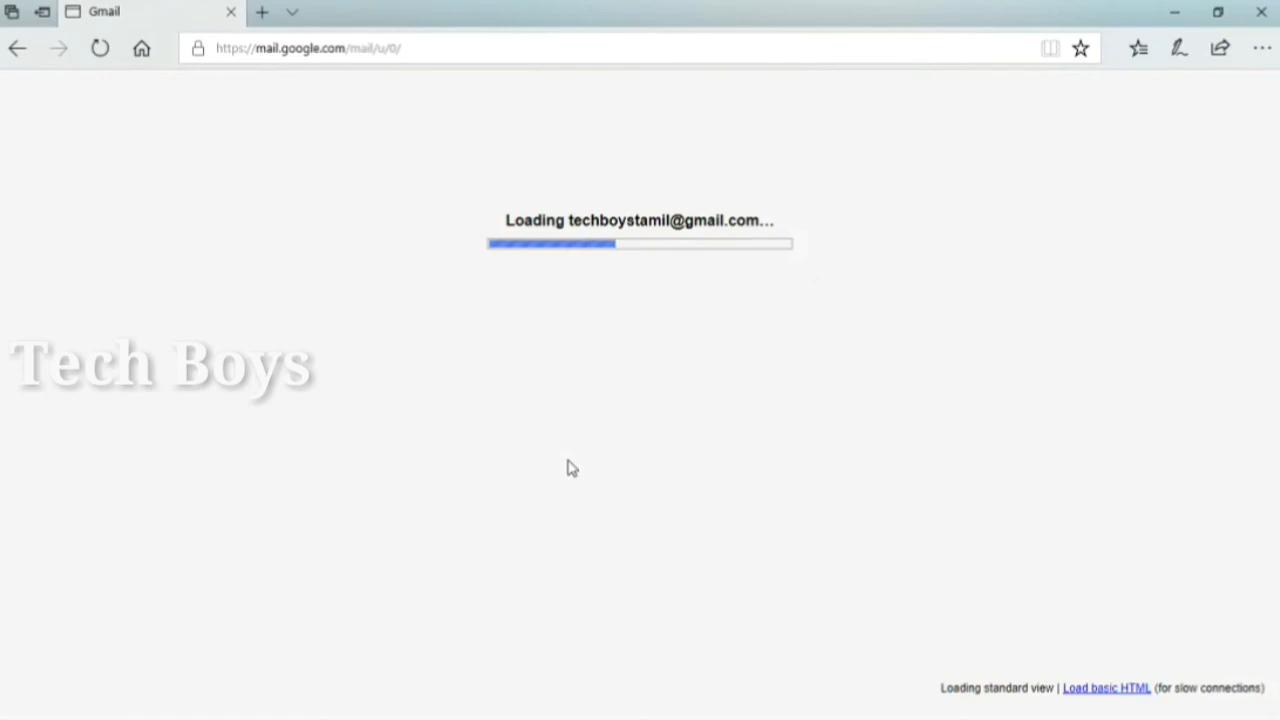 Gmail
https://mail.google.com/mail/u/0/
Loading techboystamil@gmail.com...
Tech Boys
Loading standard view | Load basic HTML (for slow connections)